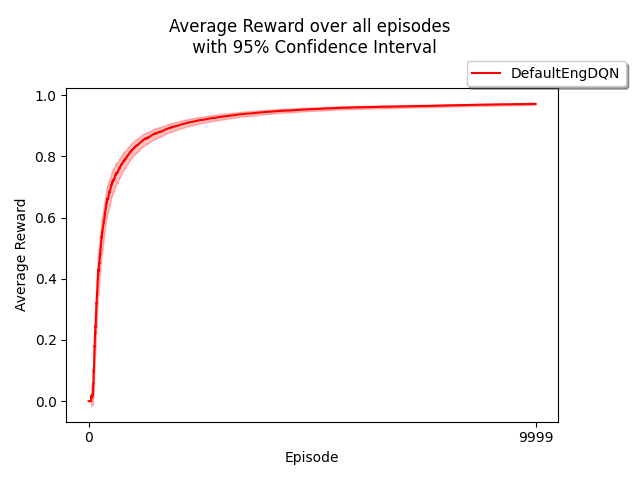 Average Reward over all episodes
with 95% Confidence Interval
DefaultEngDQN
1.0
0.8
0.6
0.4
0.2
0.0
Average Reward
0
9999
Episode